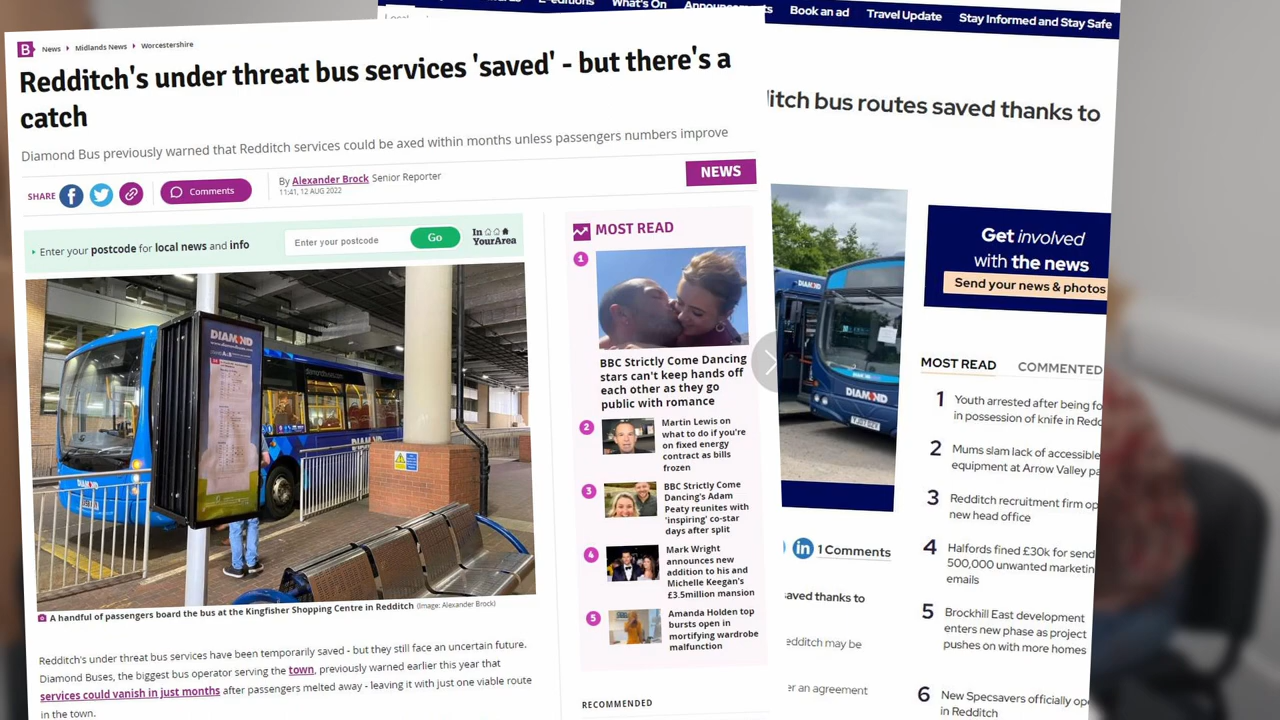 What's On
Book an ad
Travel Update
Stay Informed and Stay Safe
B
News
Midlands News
Worcestershire
Redditch's under threat bus services 'saved' - but there's a
catch
Diamond Bus previously warned that Redditch services could be axed within months unless passengers numbers improve
SHARE
Comments
By Alexander Brock Senior Reporter
11:41, 12 AUG 2022
NEWS
Enter your postcode for local news and info
Enter your postcode
Go
In
YourArea
DIAMOND
DIAMOND
A handful of passengers board the bus at the Kingfisher Shopping Centre in Redditch (Image: Alexander Brock)
Redditch's under threat bus services have been temporarily saved - but they still face an uncertain future.
Diamond Buses, the biggest bus operator serving the town, previously warned earlier this year that
services could vanish in just months after passengers melted away - leaving it with just one viable route
in the town.
MOST READ
1
BBC Strictly Come Dancing
stars can't keep hands off
each other as they go
public with romance
2
Martin Lewis on
what to do if you're
on fixed energy
contract as bills
frozen
3
BBC Strictly Come
Dancing's Adam
Peaty reunites with
'inspiring' co-star
days after split
4
Mark Wright
announces new
addition to his and
Michelle Keegan's
£3.5million mansion
5
Amanda Holden top
bursts open in
mortifying wardrobe
malfunction
RECOMMENDED
ditch bus routes saved thanks to
DIAMOND
DIAMOND
in
1 Comments
saved thanks to
edditch may be
er an agreement
Get involved
with the news
Send your news & photos
MOST READ
COMMENTED
1
Youth arrested after being fo
in possession of knife in Redd
2
Mums slam lack of accessible
equipment at Arrow Valley pa
3
Redditch recruitment firm op
new head office
4
Halfords fined £30k for send
500,000 unwanted marketin
emails
5
Brockhill East development
enters new phase as project
pushes on with more homes
6
New Specsavers officially op
in Redditch